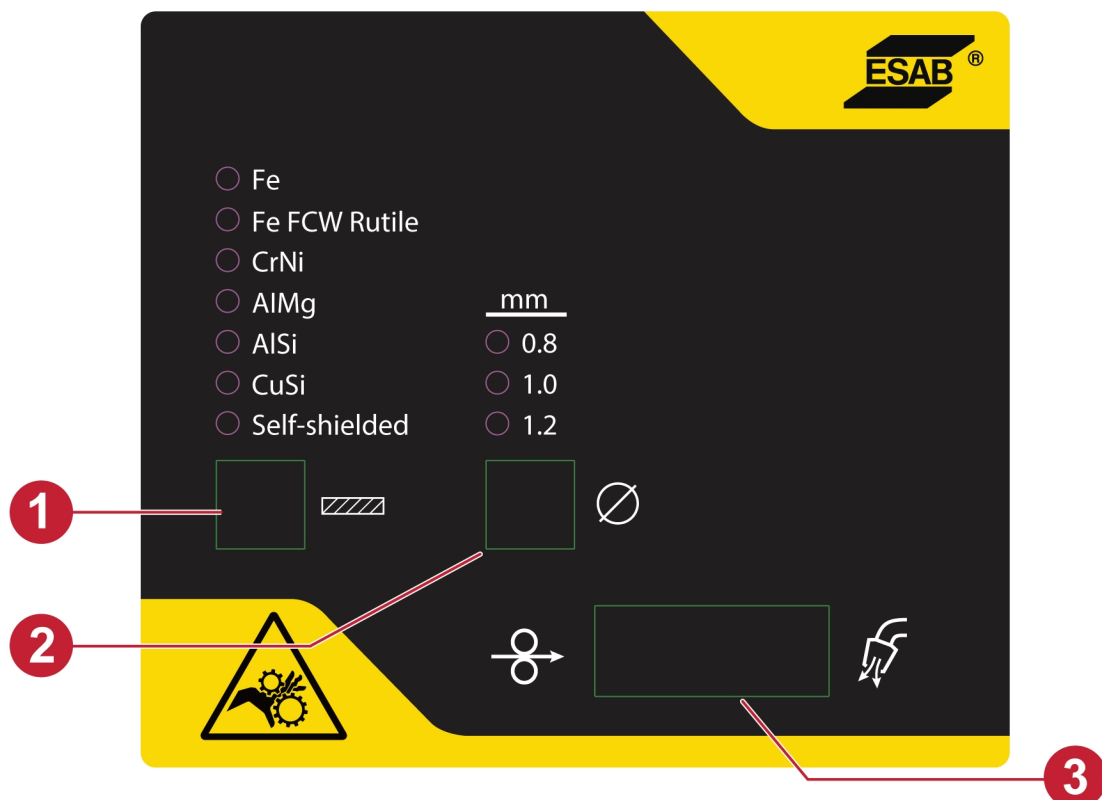 ESAB ®
Fe
Fe FCW Rutile
CrNi
AlMg
AlSi
CuSi
Self-shielded
mm
0.8
1.0
1.2
1
2
3